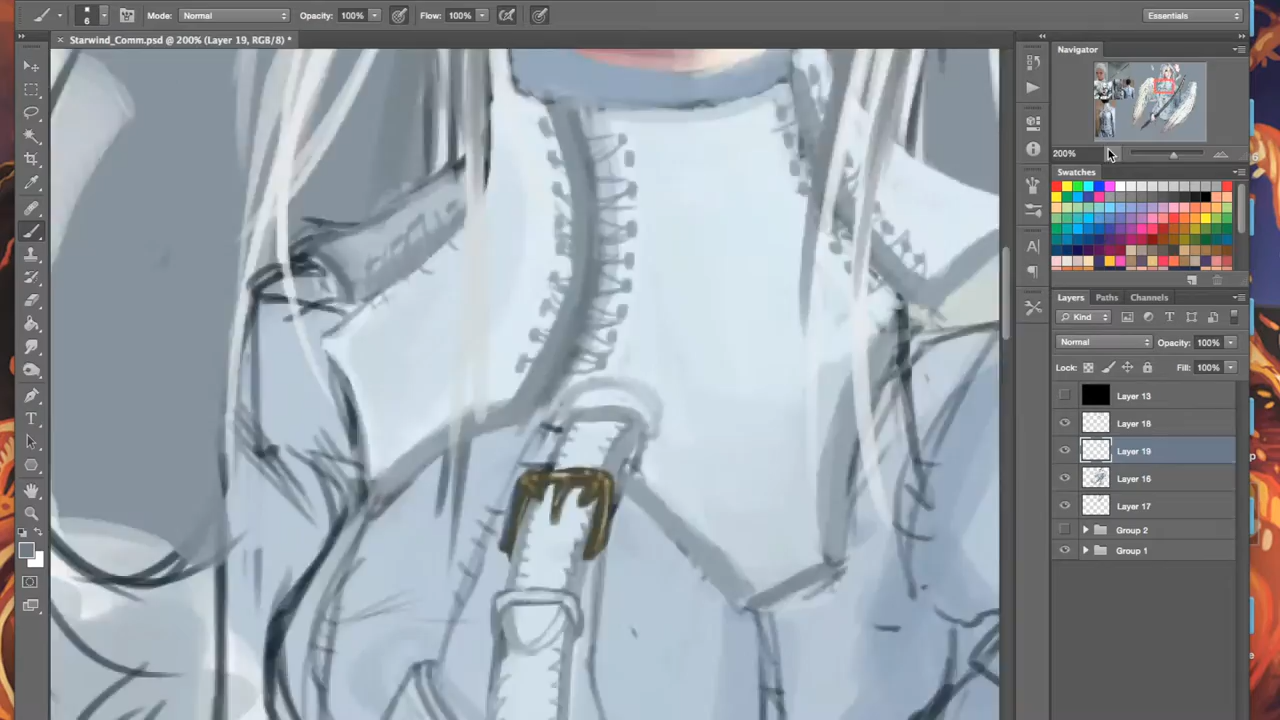 6
Mode: Normal
Opacity: 100%
Flow: 100%
Essentials
Starwind_Comm.psd @ 200% (Layer 19, RGB/8) *
Navigator
200%
Swatches
Layers Paths Channels
Kind
Normal
Opacity: 100%
Lock:
Fill: 100%
Layer 13
Layer 18
Layer 19
Layer 16
Layer 17
Group 2
Group 1